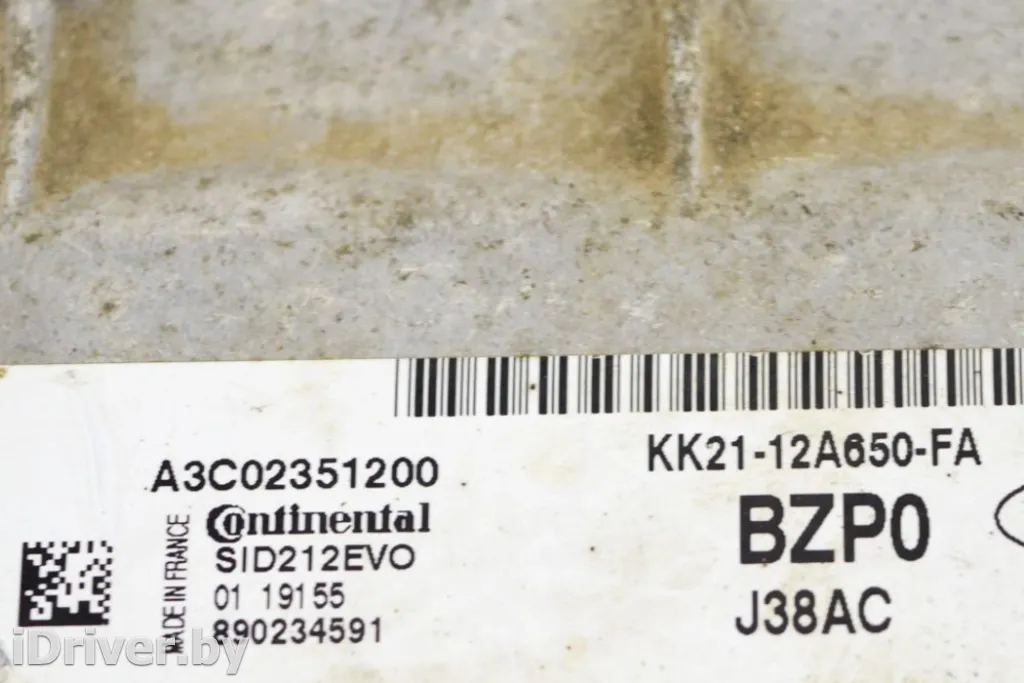 KK21-12A650-FA
A3C02351200
Continental
BZP0
SID212EVO
MADE IN FRANCE
01 19155
J38AC
890234591
iDriver.by